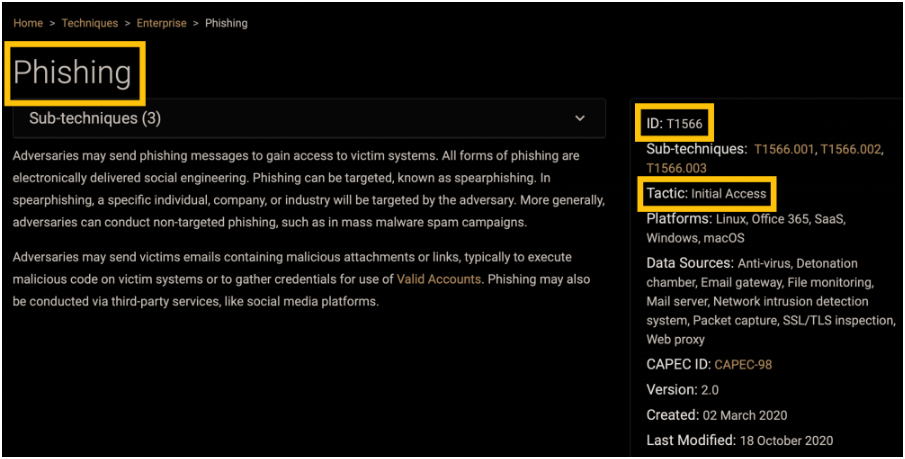 Home > Techniques > Enterprise > Phishing
Phishing
Sub-techniques (3)
Adversaries may send phishing messages to gain access to victim systems. All forms of phishing are
electronically delivered social engineering. Phishing can be targeted, known as spearphishing. In
spearphishing, a specific individual, company, or industry will be targeted by the adversary. More generally,
adversaries can conduct non-targeted phishing, such as in mass malware spam campaigns.
Adversaries may send victims emails containing malicious attachments or links, typically to execute
malicious code on victim systems or to gather credentials for use of Valid Accounts. Phishing may also
be conducted via third-party services, like social media platforms.
ID: T1566
Sub-techniques: T1566.001, T1566.002,
T1566.003
Tactic: Initial Access
Platforms: Linux, Office 365, SaaS,
Windows, macOS
Data Sources: Anti-virus, Detonation
chamber, Email gateway, File monitoring,
Mail server, Network intrusion detection
system, Packet capture, SSL/TLS inspection,
Web proxy
CAPEC ID: CAPEC-98
Version: 2.0
Created: 02 March 2020
Last Modified: 18 October 2020